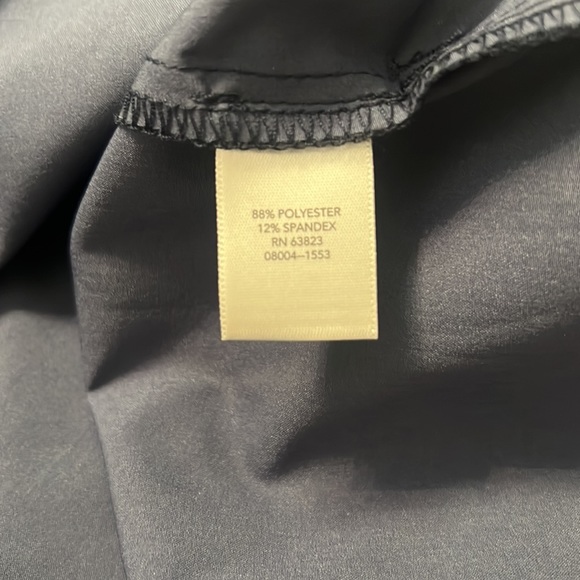 88% POLYESTER
12% SPANDEX
RN 63823
08004–1553